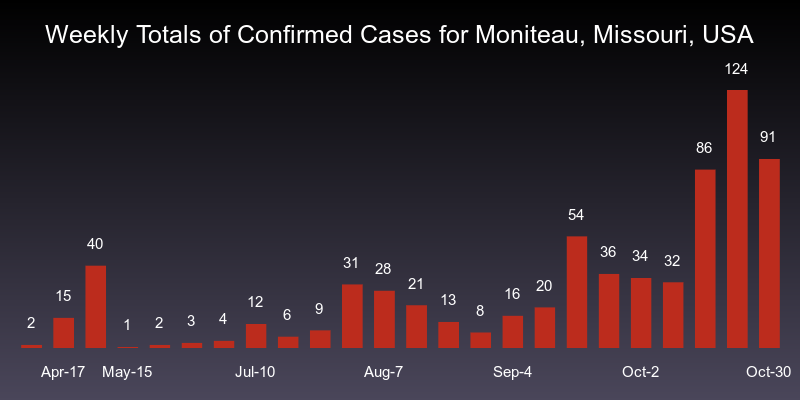 Weekly Totals of Confirmed Cases for Moniteau, Missouri, USA
2 15 40 1 2 3 4 12 6 9 31 28 21 13 8 16 20 54 36 34 32 86 124 91
Apr-17 May-15 Jul-10 Aug-7 Sep-4 Oct-2 Oct-30